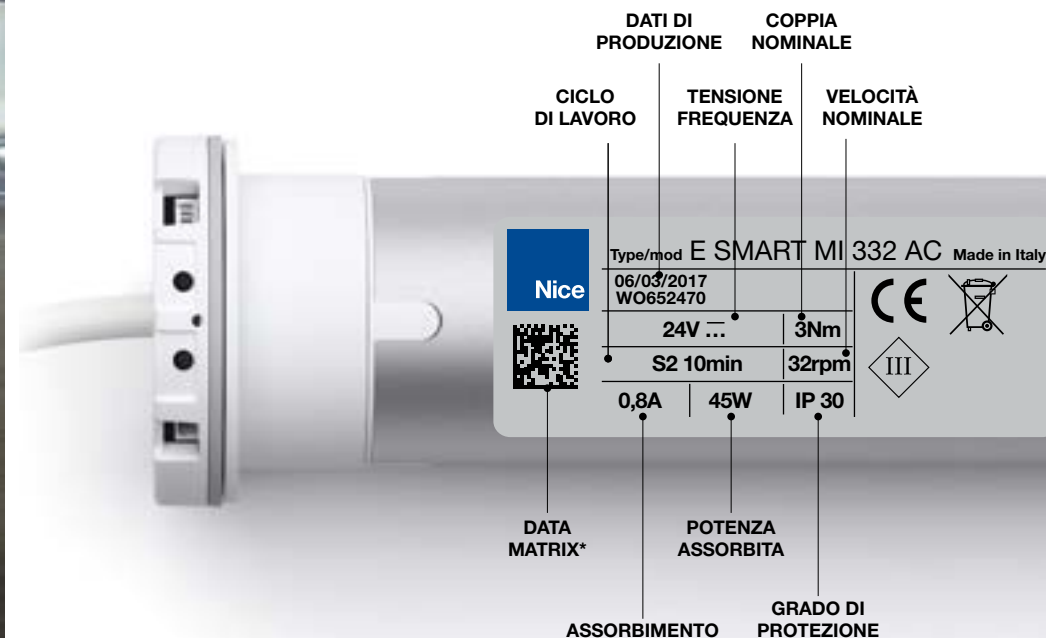 DATI DI
PRODUZIONE
COPPIA
NOMINALE
CICLO
DI LAVORO
TENSIONE
FREQUENZA
VELOCITÀ
NOMINALE
Nice
Type/mod E SMART MI 332 AC Made in Italy
06/03/2017
WO652470
24V
3Nm
S2 10min
32rpm
III
0,8A
45W
IP 30
CE
DATA
MATRIX*
POTENZA
ASSORBITA
ASSORBIMENTO
GRADO DI
PROTEZIONE